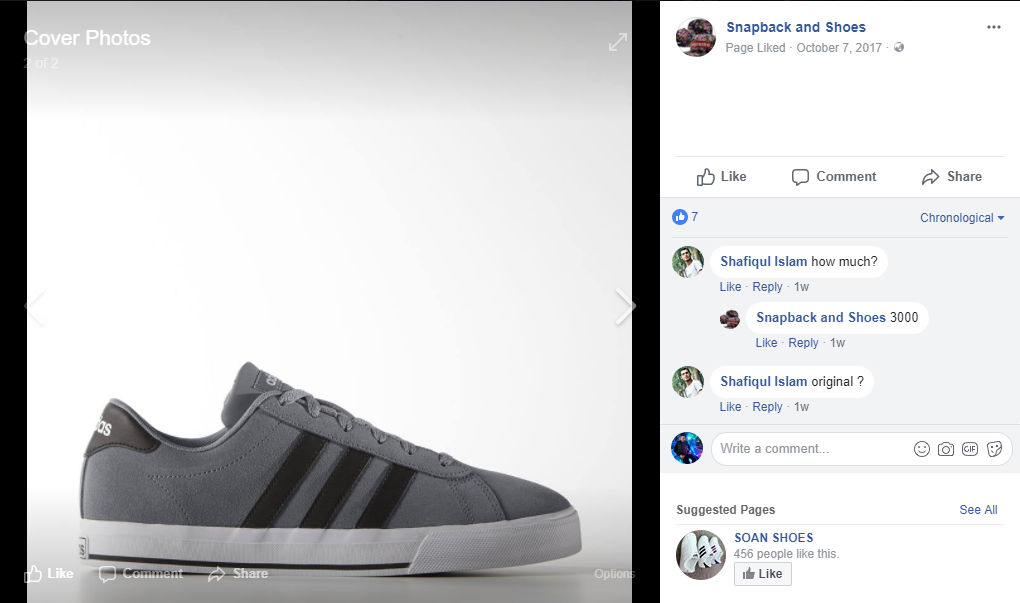 Cover Photos
2 of 2
Like
Comment
Share
Options
Snapback and Shoes
Page Liked · October 7, 2017 ·
Like
Comment
Share
7
Chronological
Shafiqul Islam how much?
Like · Reply · 1w
Snapback and Shoes 3000
Like · Reply · 1w
Shafiqul Islam original ?
Like · Reply · 1w
Write a comment...
GIF
Suggested Pages
See All
SOAN SHOES
456 people like this.
Like